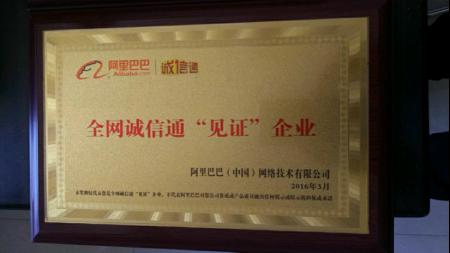 阿里巴巴 诚信通
Alibaba.com
全网诚信通“见证”企业
阿里巴巴（中国）网络技术有限公司
2016年3月